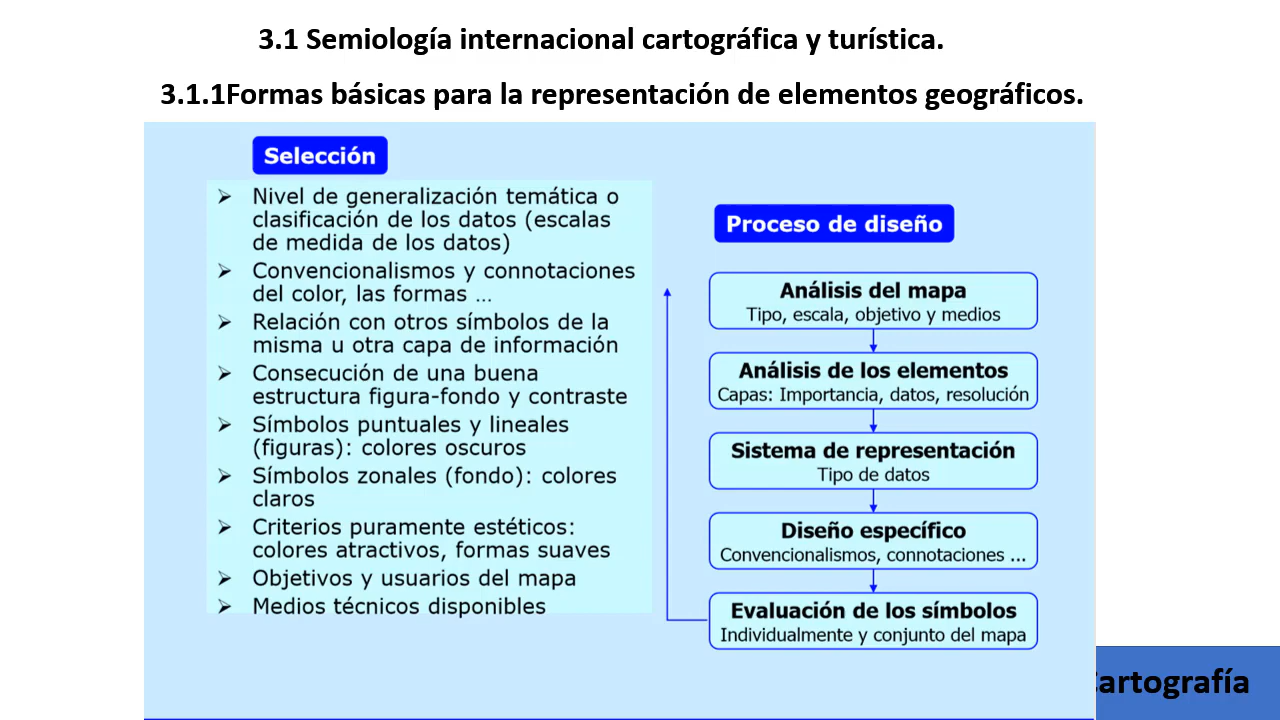 3.1 Semiología internacional cartográfica y turística.
3.1.1Formas básicas para la representación de elementos geográficos.
Selección
Nivel de generalización temática o
clasificación de los datos (escalas
de medida de los datos)
Convencionalismos y connotaciones
del color, las formas ...
Relación con otros símbolos de la
misma u otra capa de información
Consecución de una buena
estructura figura-fondo y contraste
Símbolos puntuales y lineales
(figuras): colores oscuros
Símbolos zonales (fondo): colores
claros
Criterios puramente estéticos:
colores atractivos, formas suaves
Objetivos y usuarios del mapa
Medios técnicos disponibles
Proceso de diseño
Análisis del mapa
Tipo, escala, objetivo y medios
Análisis de los elementos
Capas: Importancia, datos, resolución
Sistema de representación
Tipo de datos
Diseño específico
Convencionalismos, connotaciones ...
Evaluación de los símbolos
Individualmente y conjunto del mapa
artografía